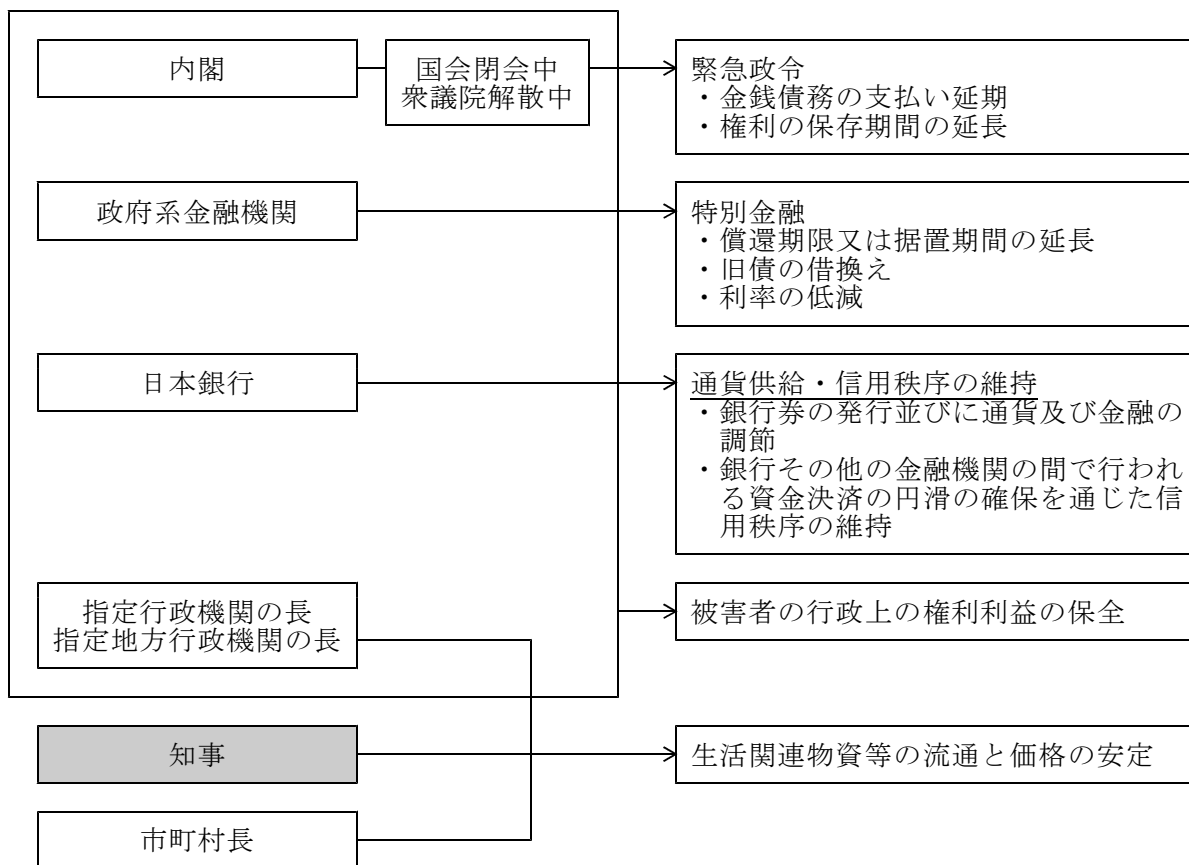 内閣
国会閉会中
衆議院解散中
緊急政令
・金銭債務の支払い延期
・権利の保存期間の延長
政府系金融機関
特別金融
・償還期限又は据置期間の延長
・旧債の借換え
・利率の低減
日本銀行
通貨供給・信用秩序の維持
・銀行券の発行並びに通貨及び金融の
調節
・銀行その他の金融機関の間で行われ
る資金決済の円滑の確保を通じた信
用秩序の維持
指定行政機関の長
指定地方行政機関の長
被害者の行政上の権利利益の保全
知事
生活関連物資等の流通と価格の安定
市町村長